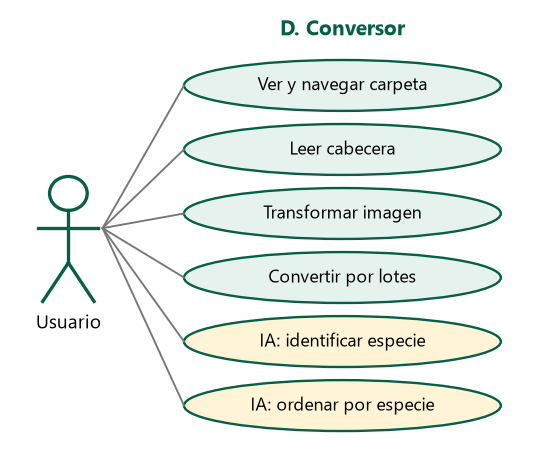 D. Conversor
Ver y navegar carpeta
Leer cabecera
Transformar imagen
Convertir por lotes
Usuario
IA: identificar especie
IA: ordenar por especie